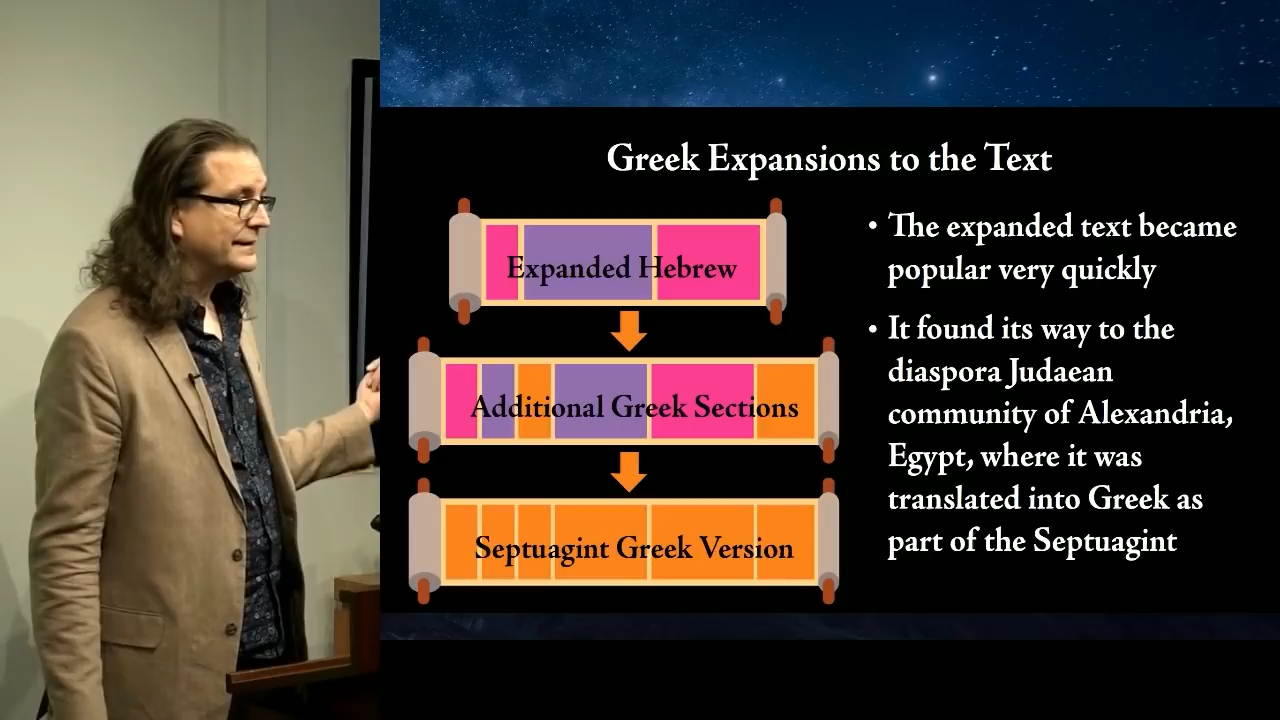 Greek Expansions to the Text
Expanded Hebrew
Additional Greek Sections
Septuagint Greek Version
• The expanded text became
popular very quickly
• It found its way to the
diaspora Judaean
community of Alexandria,
Egypt, where it was
translated into Greek as
part of the Septuagint